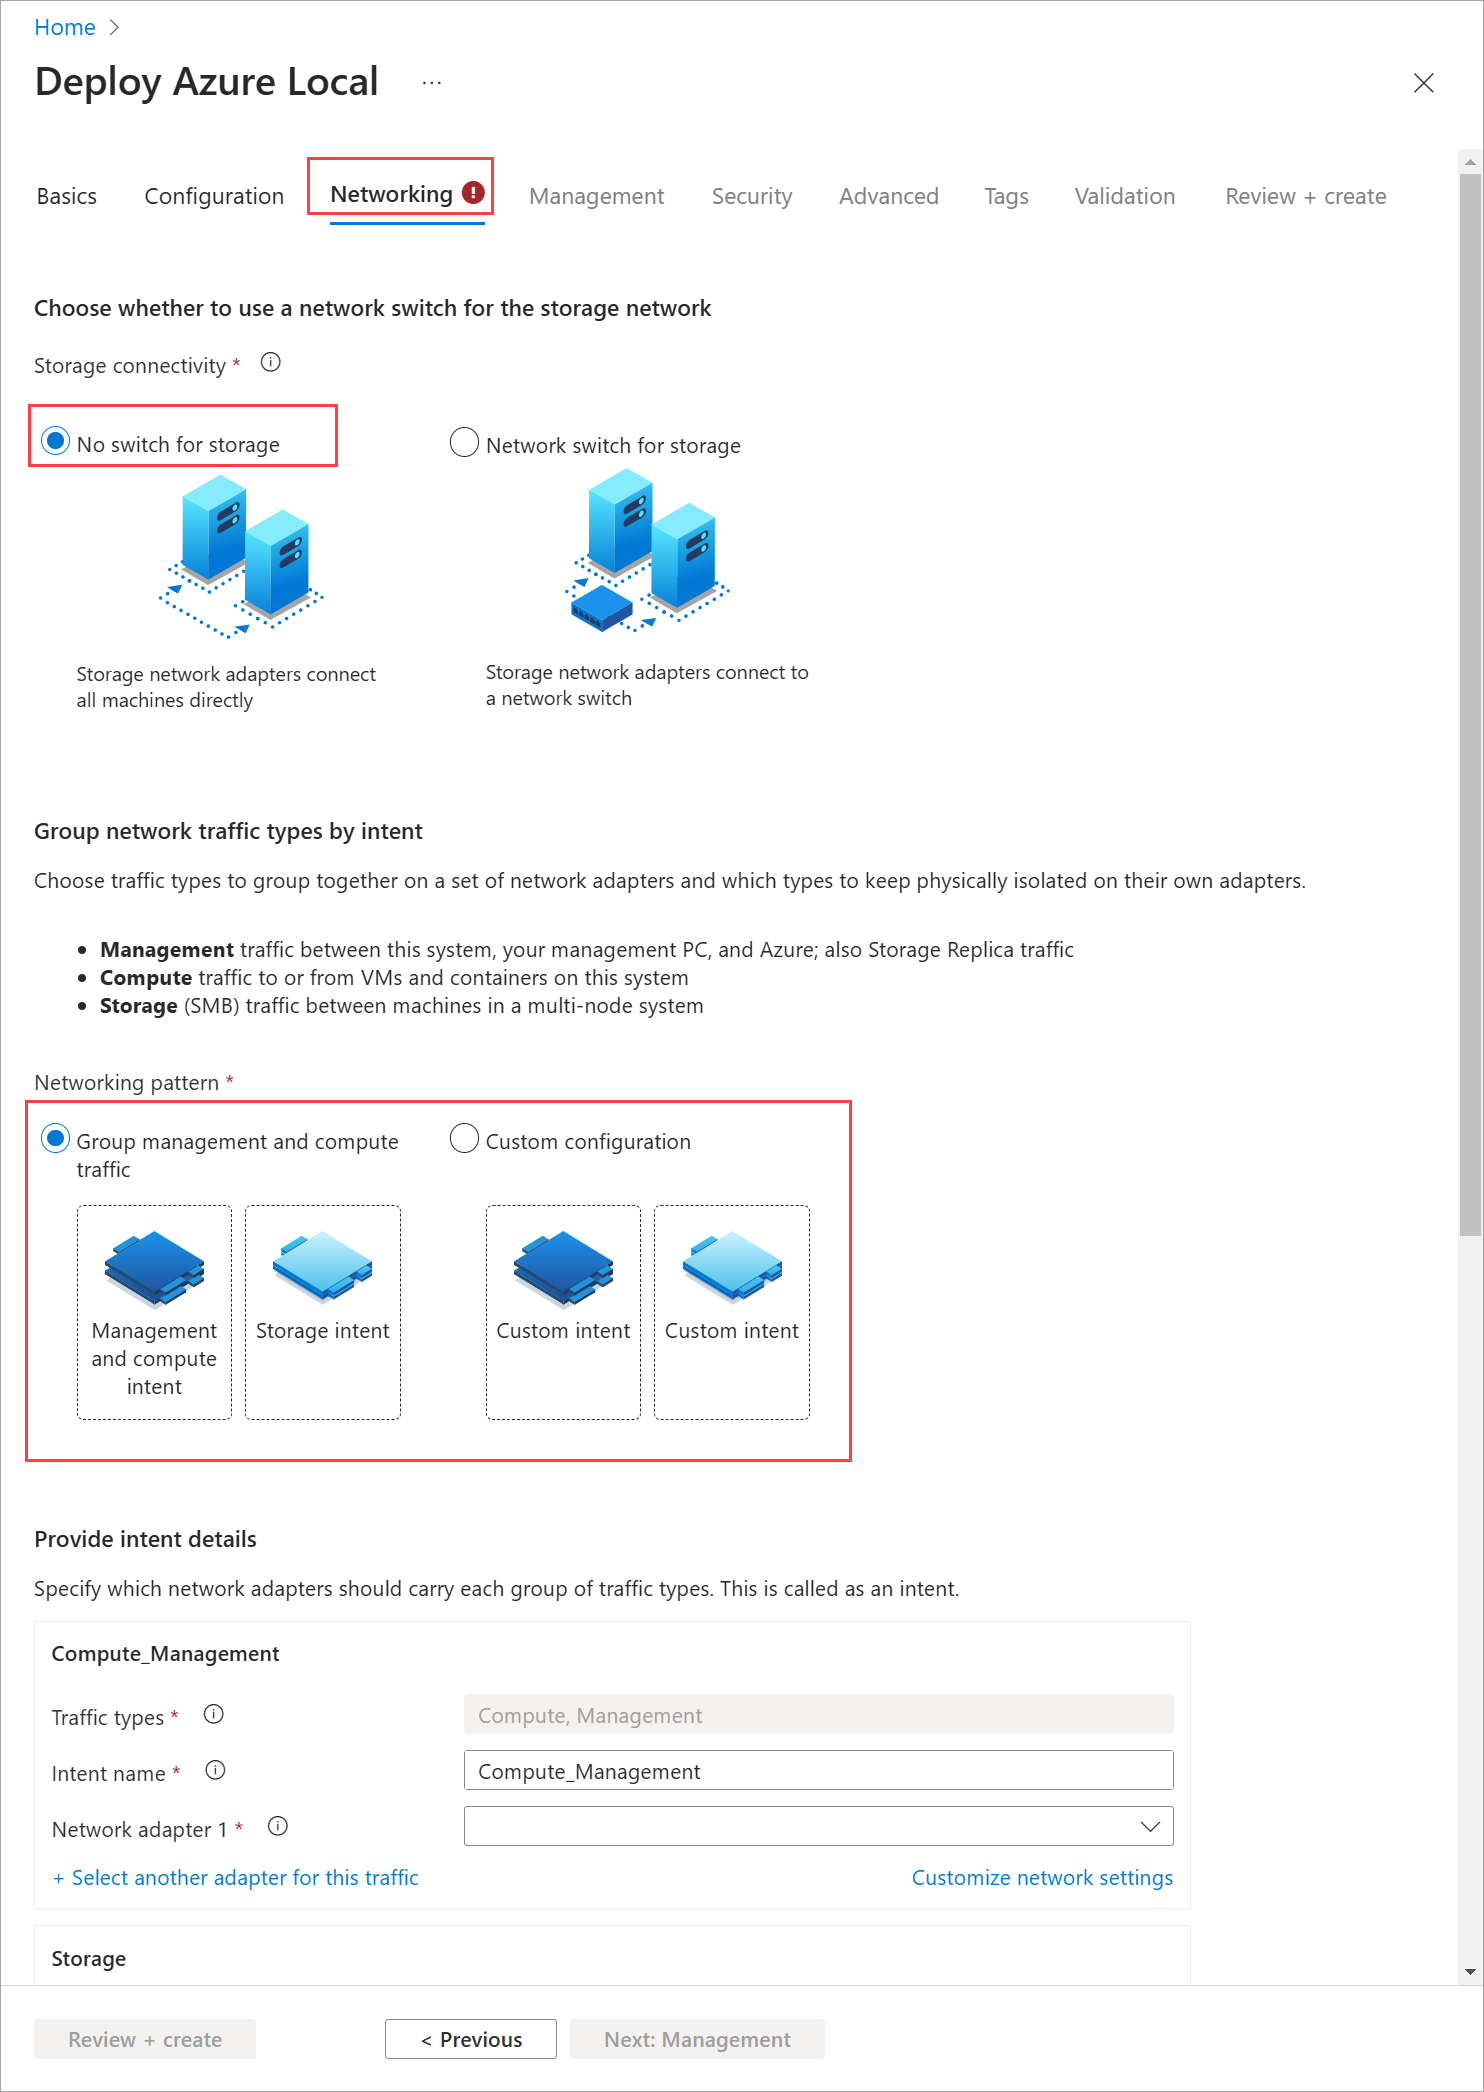 Home
Deploy Azure Local ...
Basics Configuration Networking Management Security Advanced Tags Validation Review + create
Choose whether to use a network switch for the storage network
Storage connectivity *
No switch for storage
Network switch for storage
Storage network adapters connect
all machines directly
Storage network adapters connect to
a network switch
Group network traffic types by intent
Choose traffic types to group together on a set of network adapters and which types to keep physically isolated on their own adapters.
• Management traffic between this system, your management PC, and Azure; also Storage Replica traffic
• Compute traffic to or from VMs and containers on this system
• Storage (SMB) traffic between machines in a multi-node system
Networking pattern *
Group management and compute
traffic
Custom configuration
Management
and compute
intent
Storage intent
Custom intent
Custom intent
Provide intent details
Specify which network adapters should carry each group of traffic types. This is called as an intent.
Compute_Management
Traffic types * Compute, Management
Intent name * Compute_Management
Network adapter 1 *
+ Select another adapter for this traffic Customize network settings
Storage
Review + create < Previous Next: Management